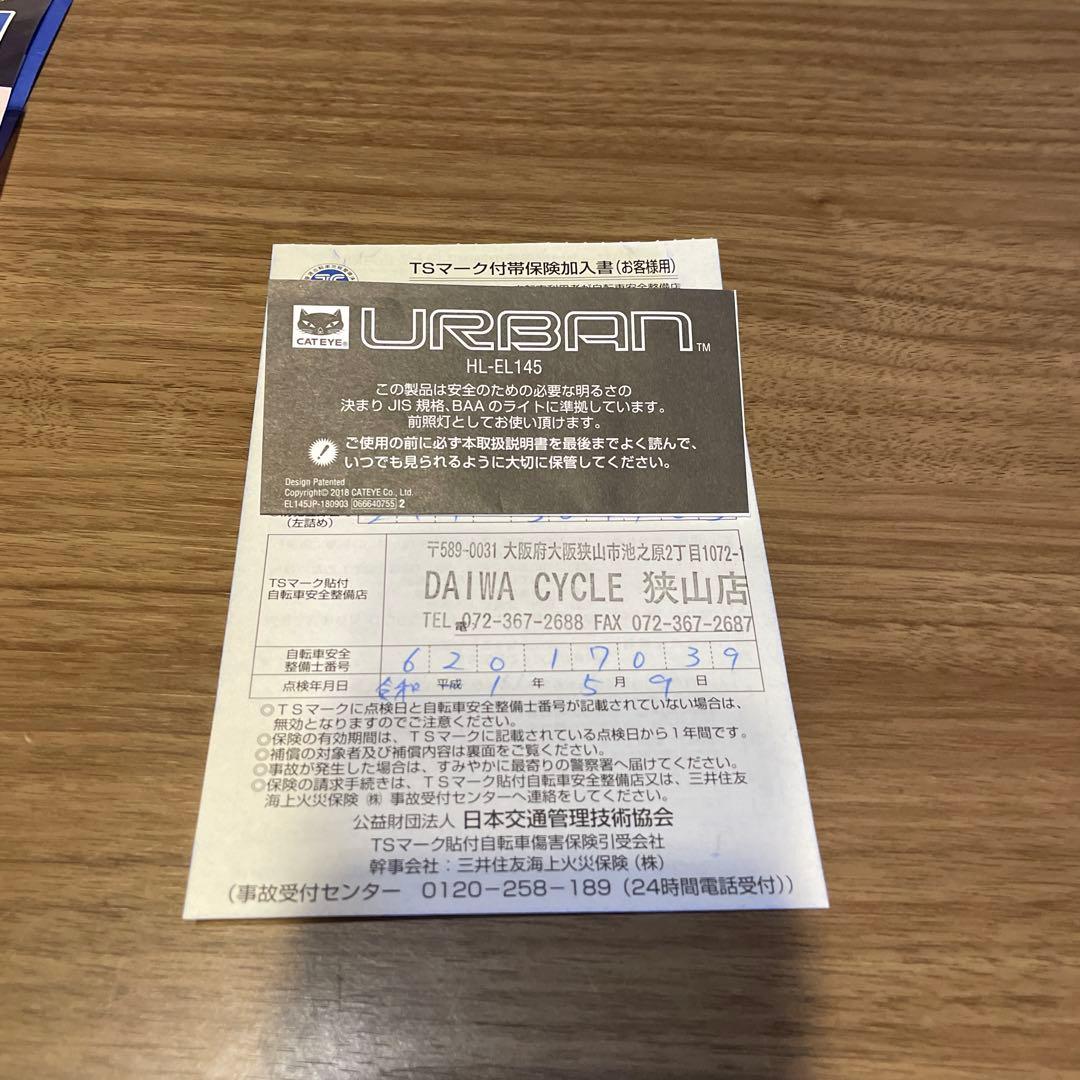 TSマーク付帯保険加入書(お客様用)
CAT EYE®
URBAN™
HL-EL145
この製品は安全のための必要な明るさの
決まり JIS 規格、BAA のライトに準拠しています。
前照灯としてお使い頂けます。
ご使用の前に必ず本取扱説明書を最後までよく読んで、
いつでも見られるように大切に保管してください。
Design Patented
Copyright© 2018 CATEYE Co., Ltd.
EL145JP-180903 066640755 2
(左詰め)
TSマーク貼付
自転車安全整備店
〒589-0031 大阪府大阪狭山市池之原2丁目1072-1
DAIWA CYCLE 狭山店
TEL 072-367-2688 FAX 072-367-2687
電
自転車安全
整備士番号
6 2 0 1 7 0 3 9
点検年月日 令和 平成 1 年 5 月 9 日
◎TSマークに点検日と自転車安全整備士番号が記載されていない場合は、
無効となりますのでご注意ください。
◎保険の有効期間は、TSマークに記載されている点検日から1年間です。
◎補償の対象者及び補償内容は裏面をご覧ください。
◎事故が発生した場合は、すみやかに最寄りの警察署へ届けてください。
◎保険の請求手続きは、TSマーク貼付自転車安全整備店又は、三井住友
海上火災保険 ㈱ 事故受付センターへ連絡をしてください。
公益財団法人 日本交通管理技術協会
TSマーク貼付自転車傷害保険引受会社
幹事会社:三井住友海上火災保険(株)
(事故受付センター 0120-258-189 (24時間電話受付))